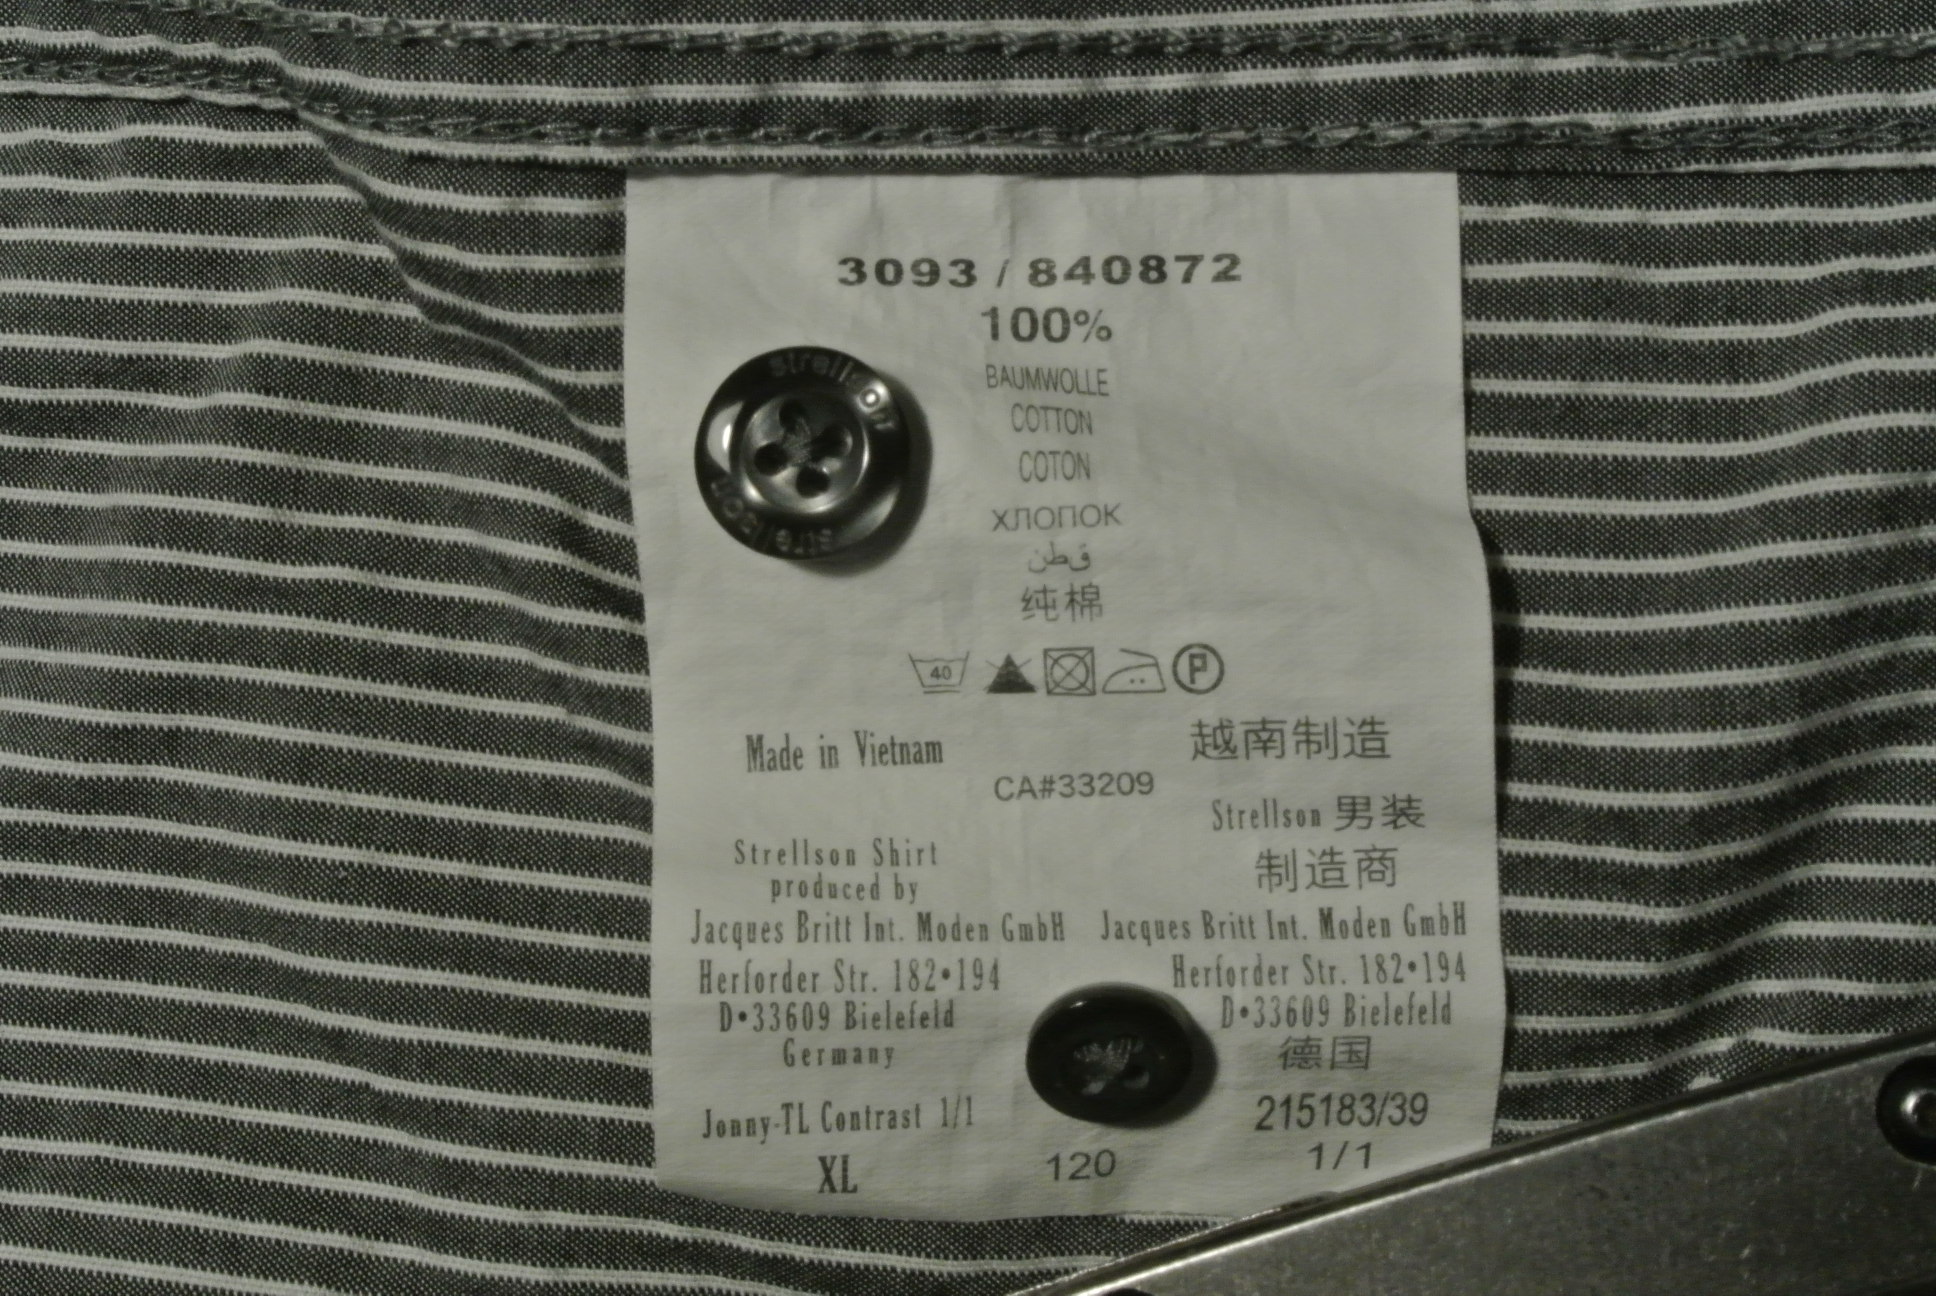 3093 / 840872
100%
strellson
strellson
BAUMWOLLE
COTTON
COTON
ХЛОПОК
قطن
纯棉
40
P
Made in Vietnam
越南制造
CA#33209
Strellson Shirt
produced by
Jacques Britt Int. Moden GmbH
Herforder Str. 182•194
D•33609 Bielefeld
Germany
Strellson 男装
制造商
Jacques Britt Int. Moden GmbH
Herforder Str. 182•194
D•33609 Bielefeld
德国
Jonny-TL Contrast 1/1
215183/39
XL
120
1/1